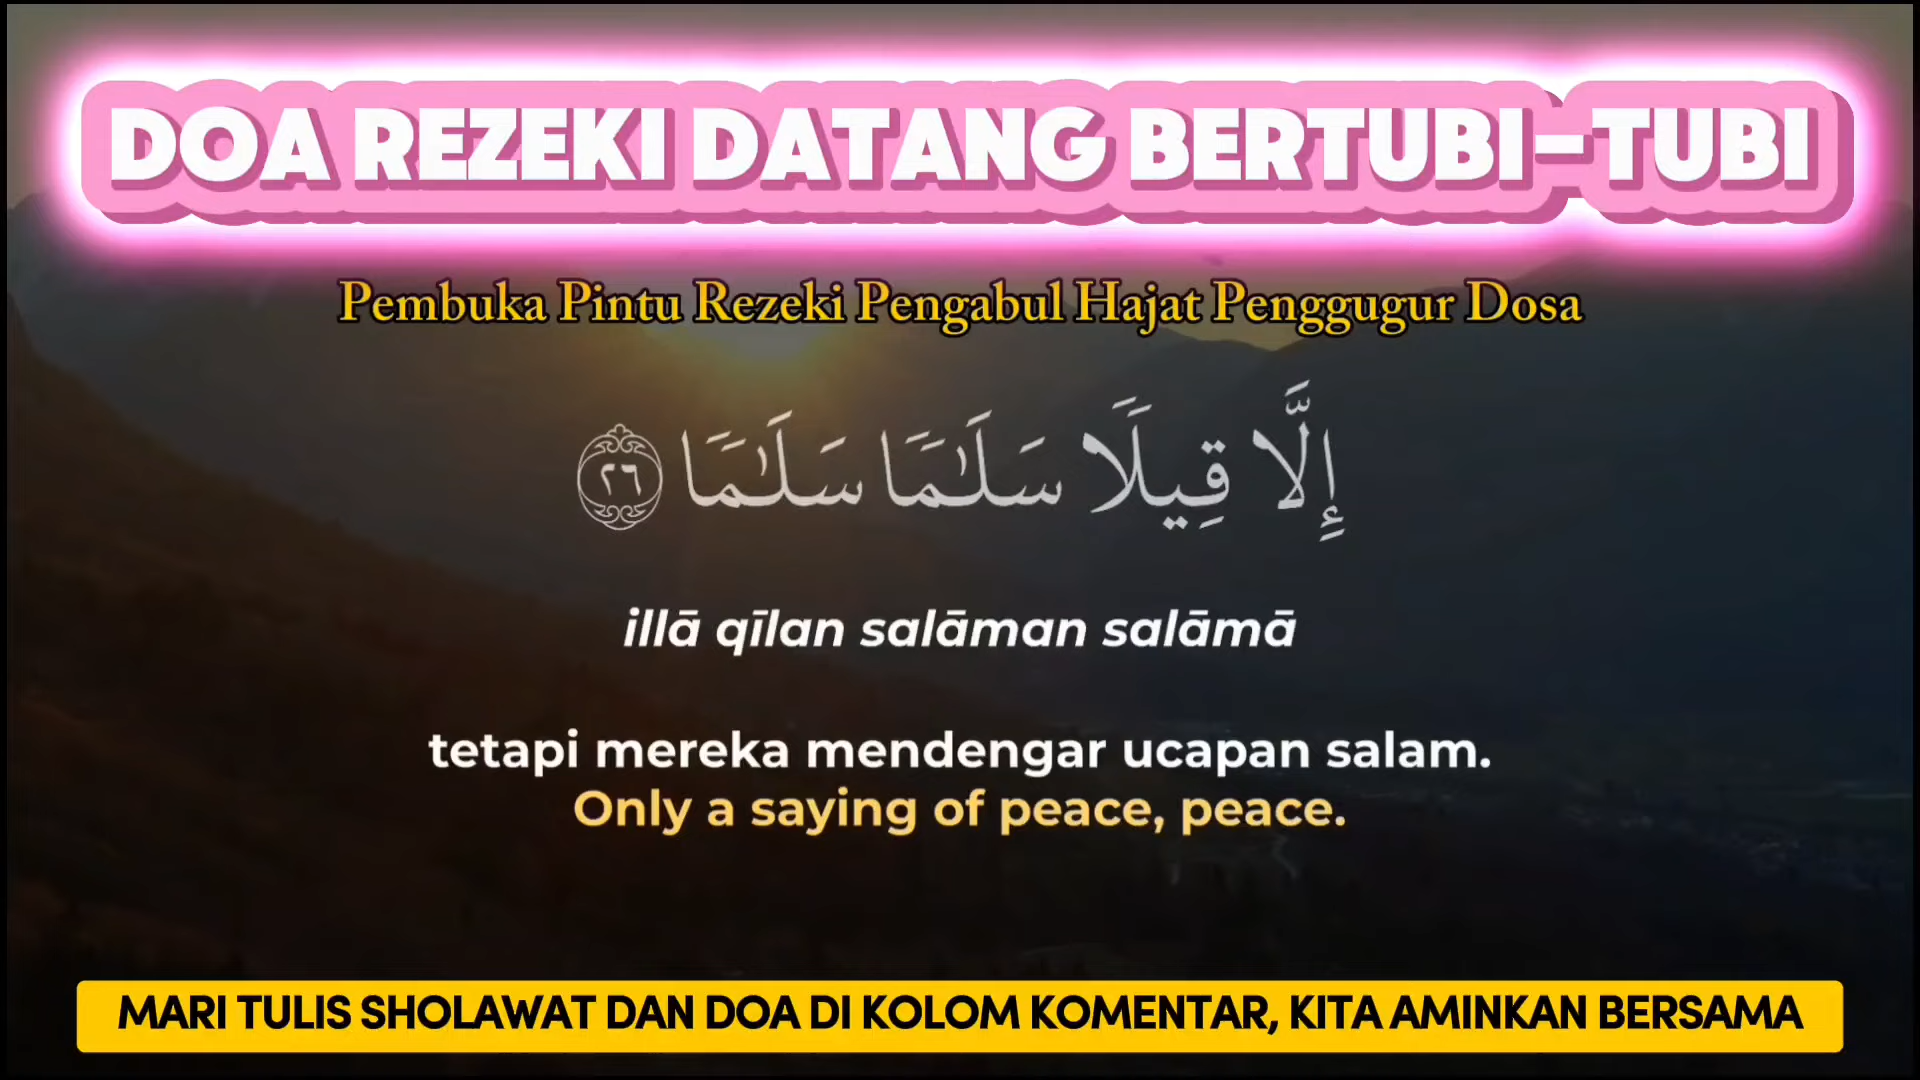 DOA REZEKI DATANG BERTUBI-TUBI
Pembuka Pintu Rezeki Pengabul Hajat Penggugur Dosa
إِلَّا قِيلًا سَلَـٰمًا سَلَـٰمًا ٢٦
illā qīlan salāman salāmā
tetapi mereka mendengar ucapan salam.
Only a saying of peace, peace.
MARI TULIS SHOLAWAT DAN DOA DI KOLOM KOMENTAR, KITA AMINKAN BERSAMA